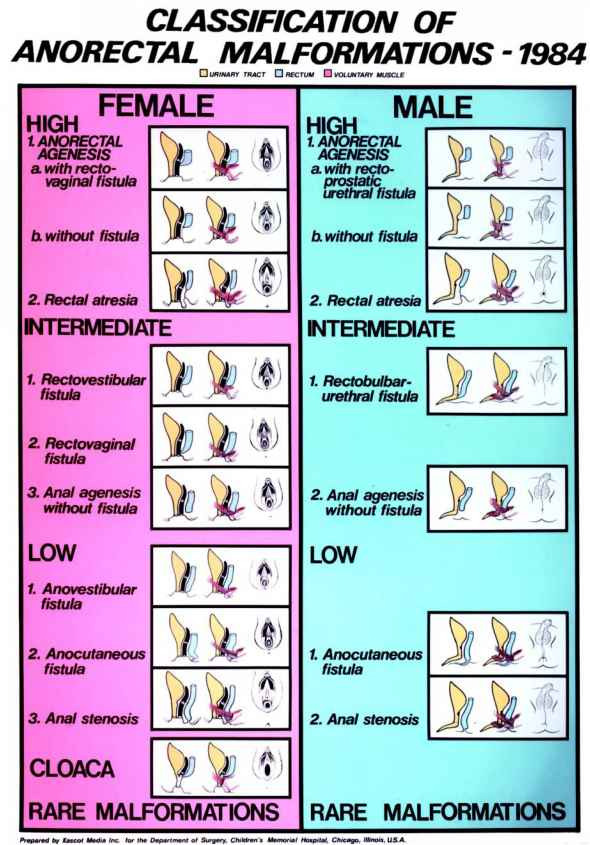 CLASSIFICATION OF
ANORECTAL MALFORMATIONS - 1984
URINARY TRACT RECTUM VOLUNTARY MUSCLE
FEMALE
HIGH
1. ANORECTAL
AGENESIS
a. with recto-
vaginal fistula
b. without fistula
2. Rectal atresia
INTERMEDIATE
1. Rectovestibular
fistula
2. Rectovaginal
fistula
3. Anal agenesis
without fistula
LOW
1. Anovestibular
fistula
2. Anocutaneous
fistula
3. Anal stenosis
CLOACA
RARE MALFORMATIONS
MALE
HIGH
1. ANORECTAL
AGENESIS
a. with recto-
prostatic
urethral fistula
b. without fistula
2. Rectal atresia
INTERMEDIATE
1. Rectobulbar-
urethral fistula
2. Anal agenesis
without fistula
LOW
1. Anocutaneous
fistula
2. Anal stenosis
RARE MALFORMATIONS
Prepared by Kascot Media Inc. for the Department of Surgery, Children's Memorial Hospital, Chicago, Illinois, U.S.A.